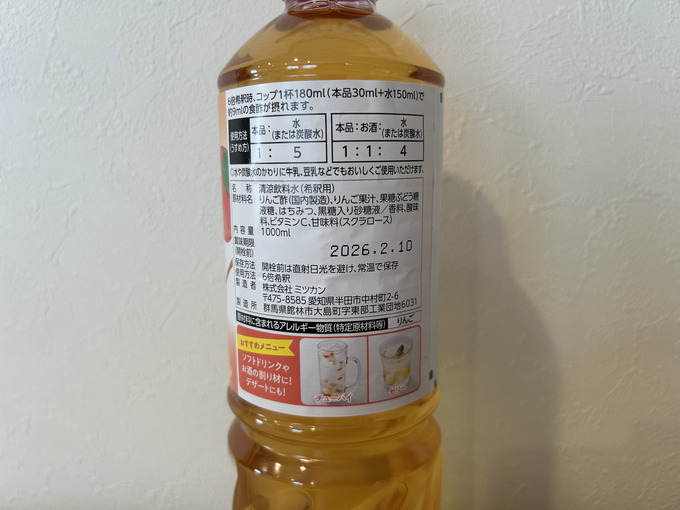 6倍希釈時、コップ1杯180ml(本品30ml+水150ml)で
約9mlの食酢が摂れます。
使用方法
(うすめ方)
本品 : 水
(または炭酸水)
1 : 5
本品 : お酒 : 水
(または炭酸水)
1 : 1 : 4
○水や炭酸水のかわりに牛乳、豆乳などでもおいしくご使用いただけます。
名称 清涼飲料水(希釈用)
原材料名 りんご酢(国内製造)、りんご果汁、果糖ぶどう糖
液糖、はちみつ、黒糖入り砂糖液/香料、酸味
料、ビタミンC、甘味料(スクラロース)
内容量 1000ml
賞味期限
(開栓前) 2026.2.10
保存方法 開栓前は直射日光を避け、常温で保存
使用方法 6倍希釈
製造者 株式会社 ミツカン
〒475-8585 愛知県半田市中村町2-6
製造所 群馬県館林市大島町字東部工業団地6031
原材料に含まれるアレルギー物質(特定原材料等) りんご
おすすめメニュー
ソフトドリンクや
お酒の割り材に!
デザートにも!
チューハイ
ゼリー